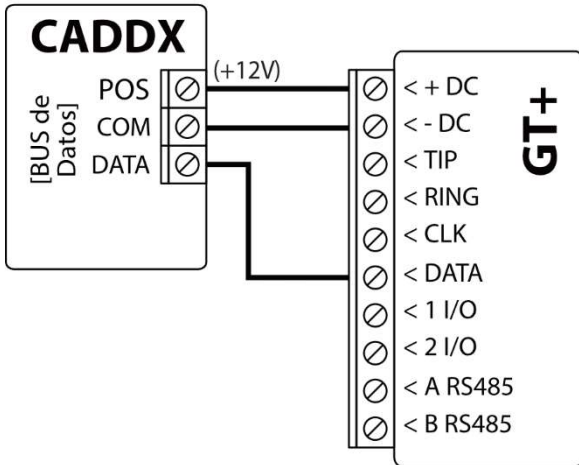 CADDX
[BUS de
Datos]
POS
COM
DATA
(+12V)
GT+
< + DC
< - DC
< TIP
< RING
< CLK
< DATA
< 1 I/O
< 2 I/O
< A RS485
< B RS485